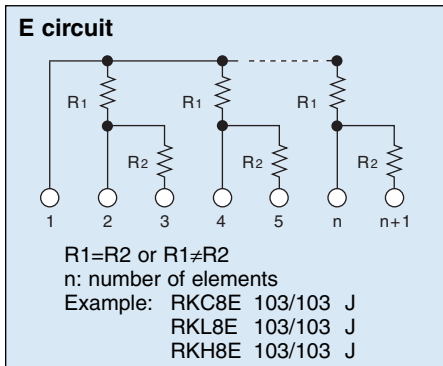 E circuit
R1 R1 R1
R2 R2 R2
1 2 3 4 5 n n+1
R1=R2 or R1≠R2
n: number of elements
Example: RKC8E 103/103 J
RKL8E 103/103 J
RKH8E 103/103 J